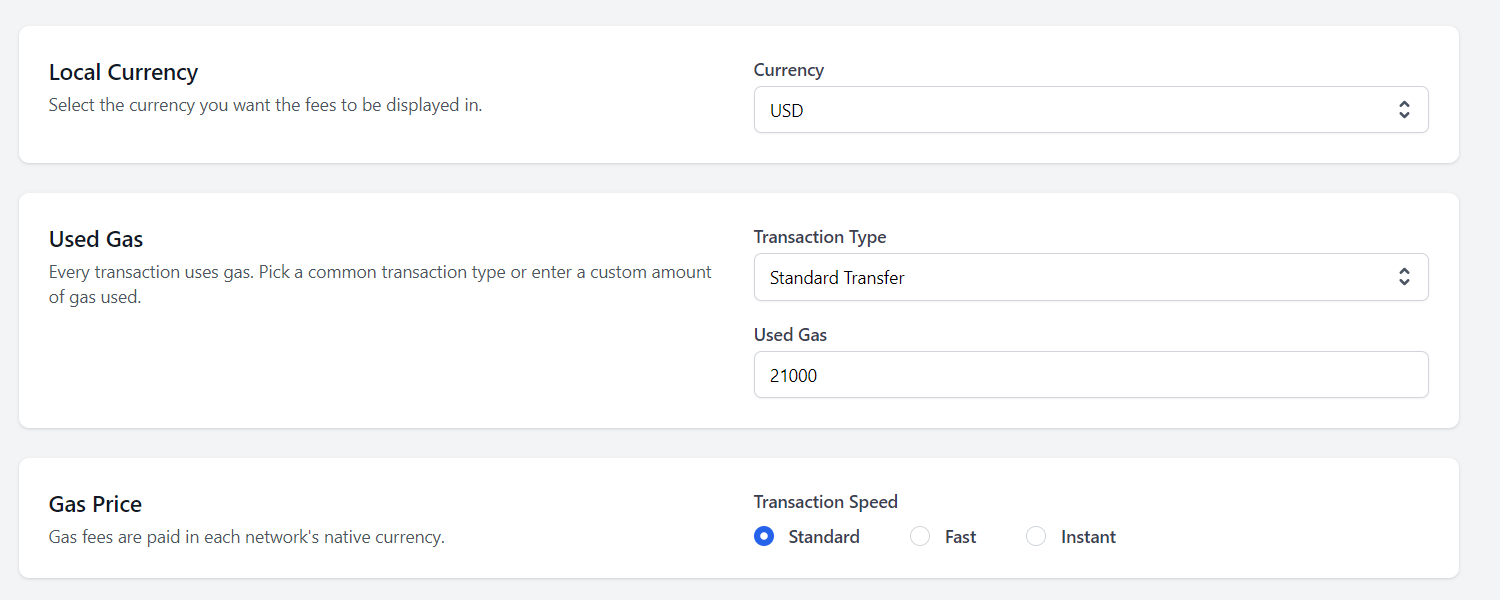 Local Currency
Select the currency you want the fees to be displayed in.
Currency
USD
Used Gas
Every transaction uses gas. Pick a common transaction type or enter a custom amount
of gas used.
Transaction Type
Standard Transfer
Used Gas
21000
Gas Price
Gas fees are paid in each network's native currency.
Transaction Speed
Standard Fast Instant